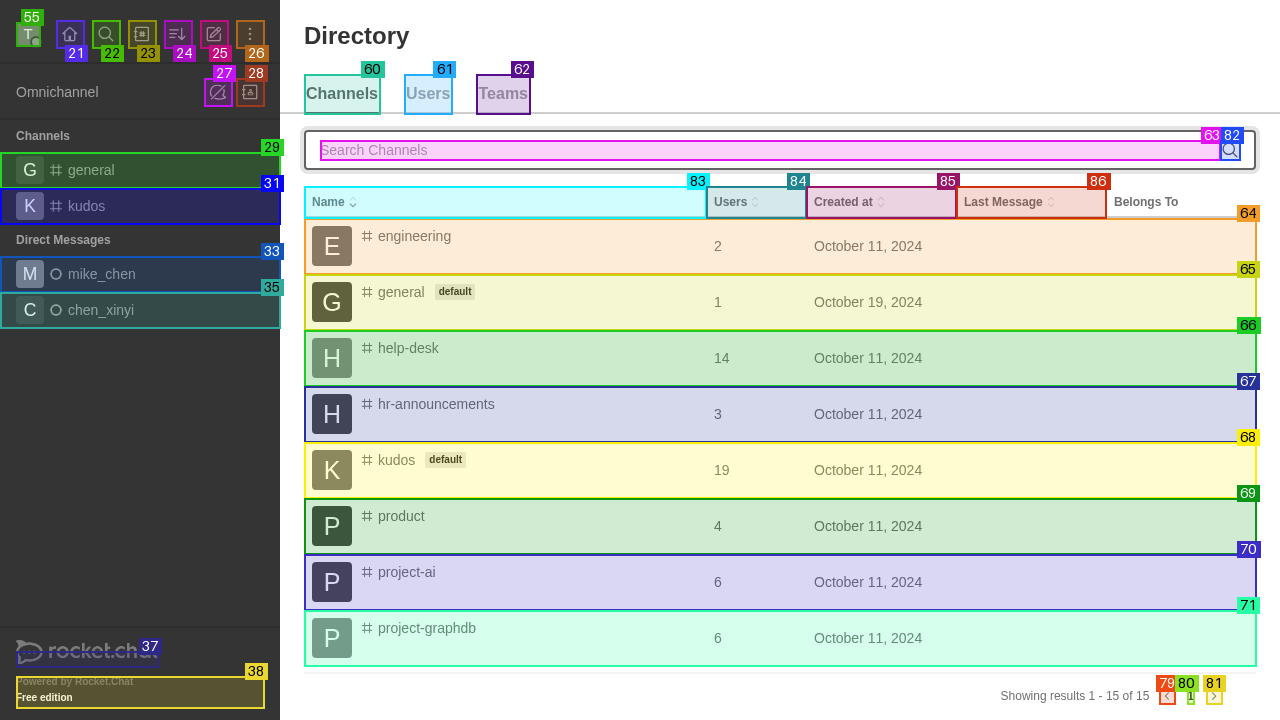 Directory
55
T
21
22
23
24
25
26
Omnichannel
27
28
Channels
29
G general
31
K kudos
Direct Messages
33
M mike_chen
35
C chen_xinyi
37
rocket.chat
38
Powered by Rocket.Chat
Free edition
60
61
62
Channels Users Teams
63
82
Search Channels
83
84
85
86
Name Users Created at Last Message Belongs To
64
E engineering 2 October 11, 2024
65
G general default 1 October 19, 2024
66
H help-desk 14 October 11, 2024
67
H hr-announcements 3 October 11, 2024
68
K kudos default 19 October 11, 2024
69
P product 4 October 11, 2024
70
P project-ai 6 October 11, 2024
71
P project-graphdb 6 October 11, 2024
79
80
81
Showing results 1 - 15 of 15 1